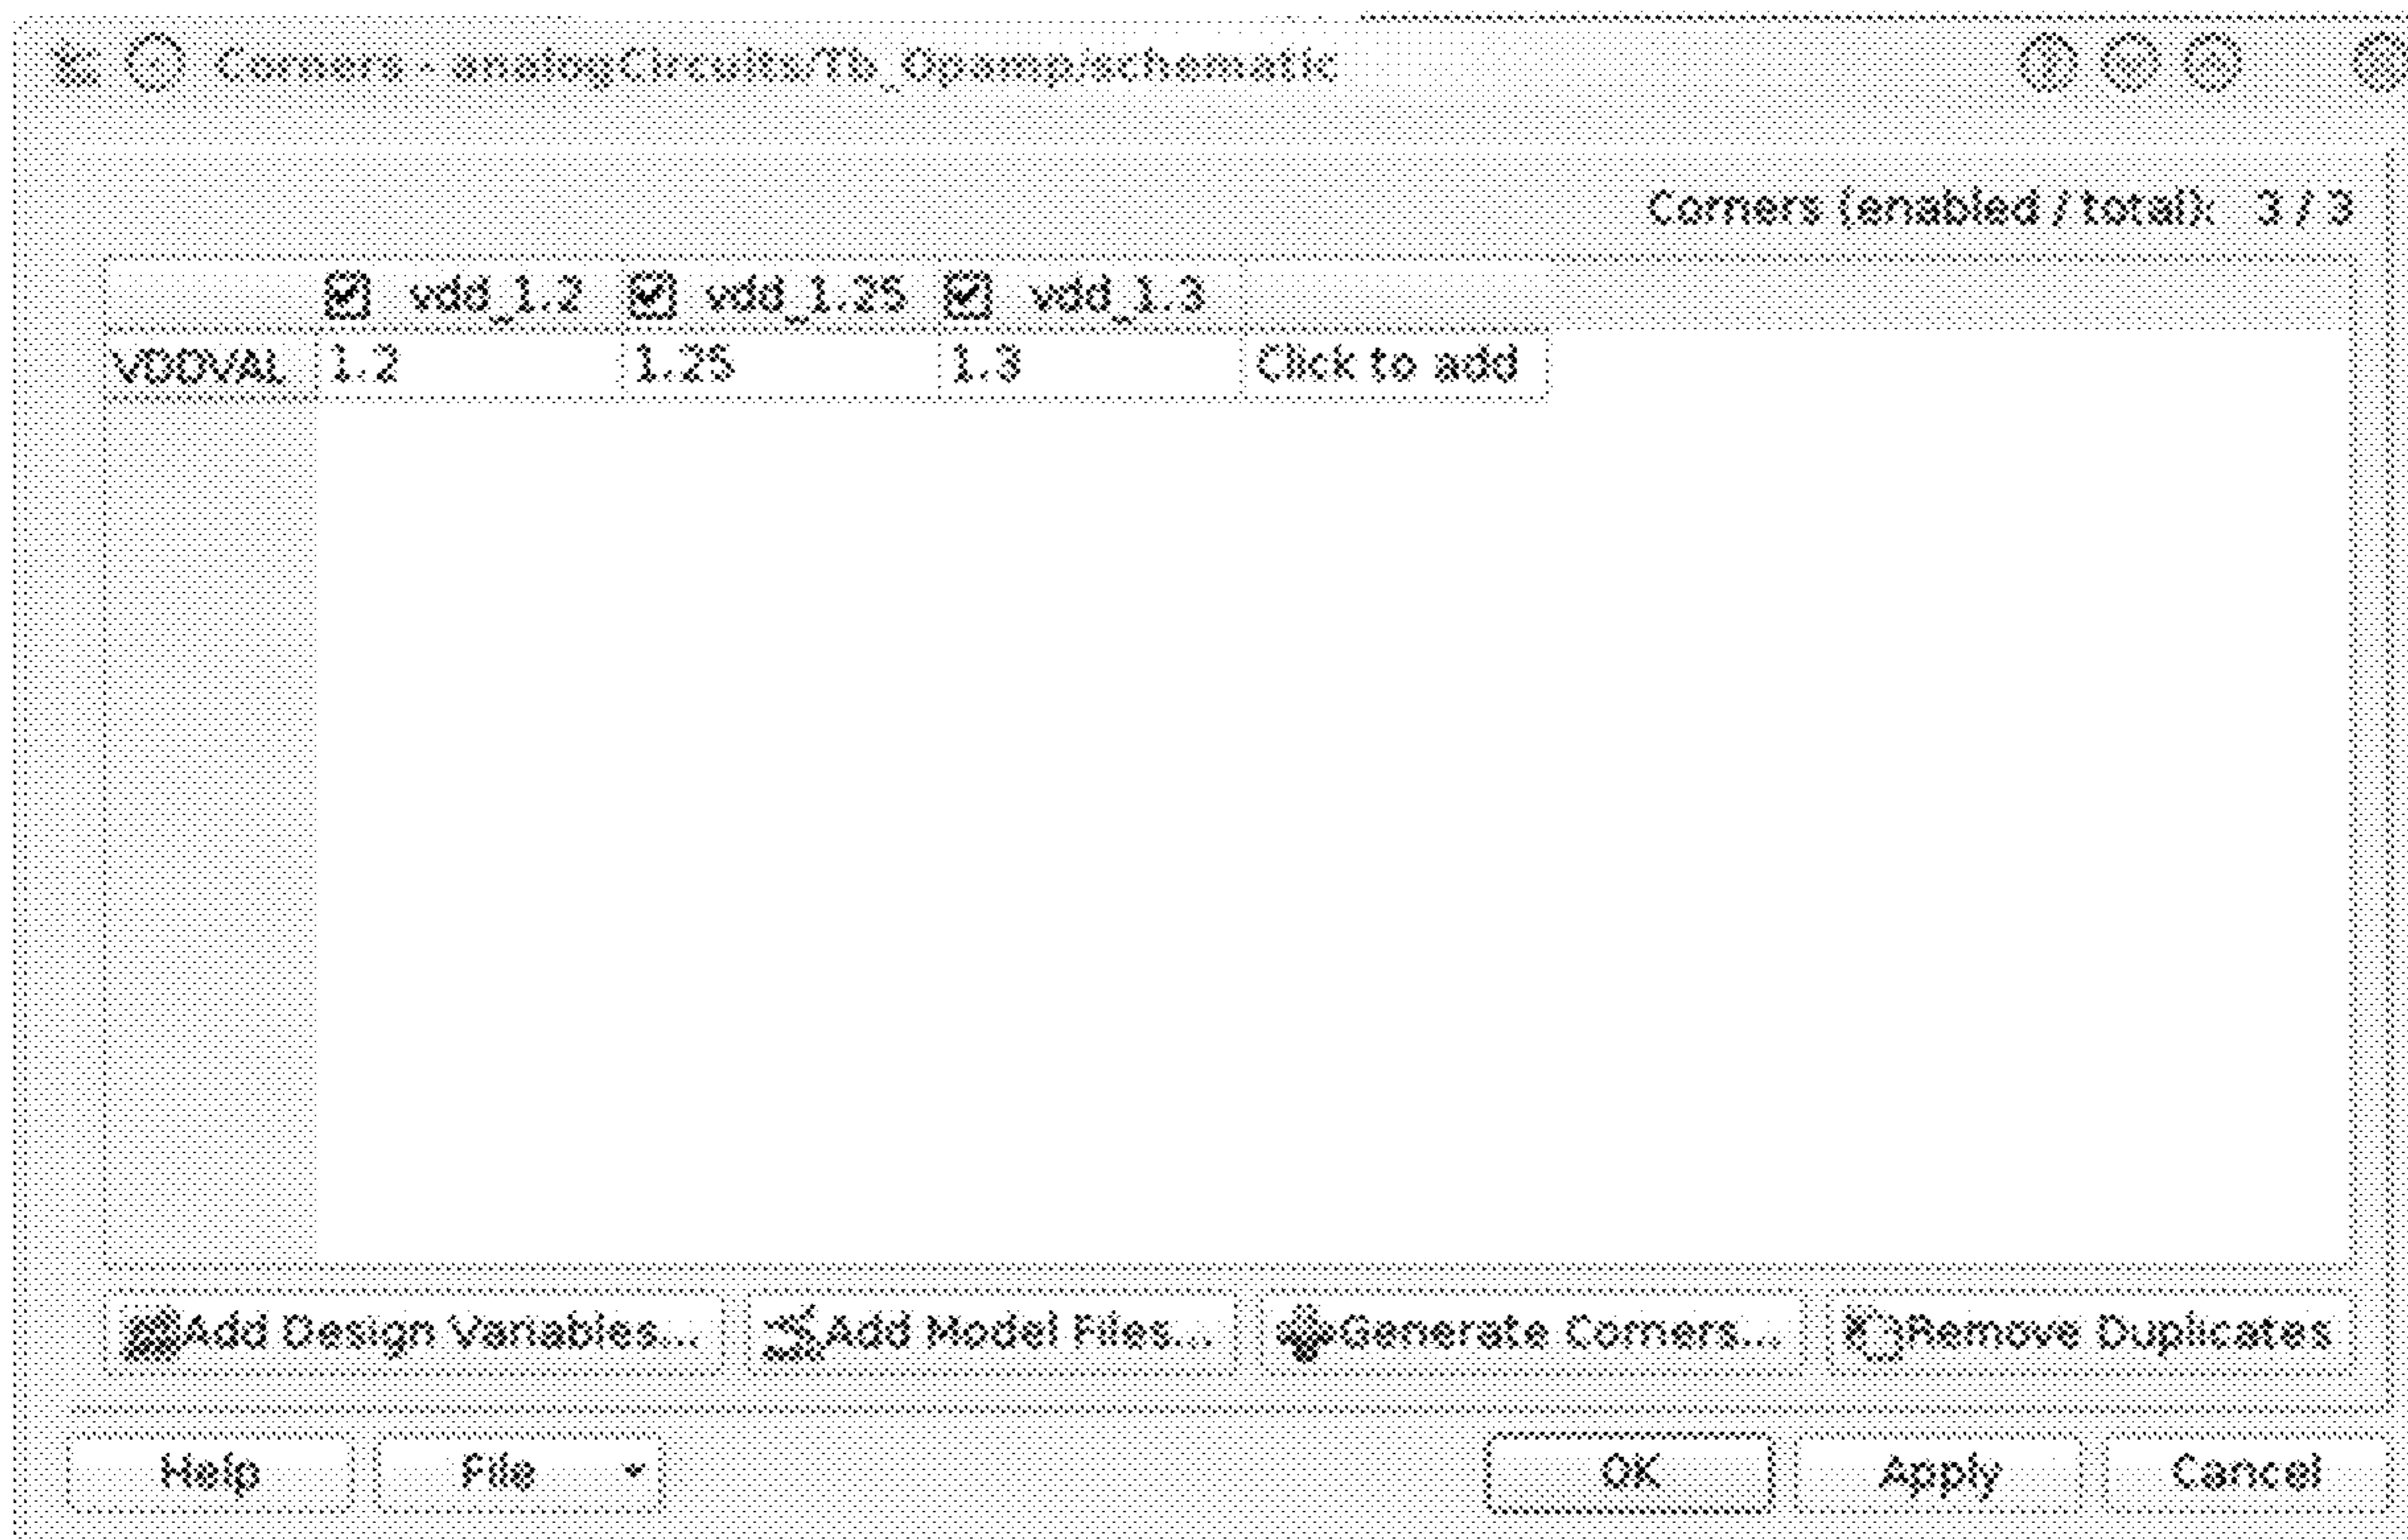 Corners - analogCircuits/Tb_Opamp/schematic
Corners (enabled / total): 3 / 3
vdd_1.2 vdd_1.25 vdd_1.3
VDDVAL 1.2 1.25 1.3 Click to add
Add Design Variables... Add Model Files... Generate Corners... Remove Duplicates
Help File OK Apply Cancel